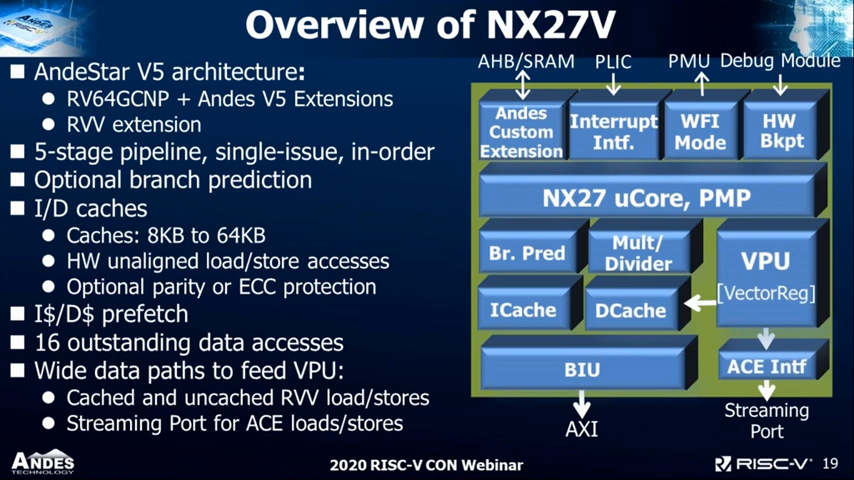 ANDES
Overview of NX27V
AndeStar V5 architecture:
RV64GCNP + Andes V5 Extensions
RVV extension
5-stage pipeline, single-issue, in-order
Optional branch prediction
I/D caches
Caches: 8KB to 64KB
HW unaligned load/store accesses
Optional parity or ECC protection
I$/D$ prefetch
16 outstanding data accesses
Wide data paths to feed VPU:
Cached and uncached RVV load/stores
Streaming Port for ACE loads/stores
AHB/SRAM PLIC PMU Debug Module
Andes
Custom
Extension
Interrupt
Intf.
WFI
Mode
HW
Bkpt
NX27 uCore, PMP
Br. Pred
Mult/
Divider
VPU
[VectorReg]
ICache
DCache
BIU
ACE Intf
AXI
Streaming
Port
ANDES
TECHNOLOGY
2020 RISC-V CON Webinar
RISC-V
19